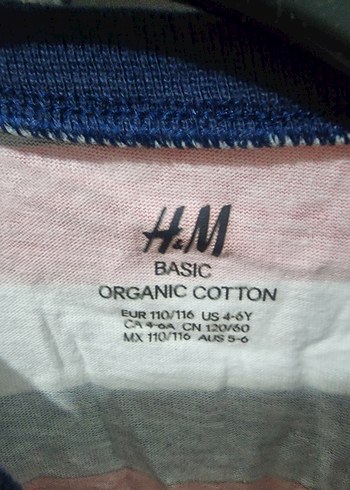 H&M
BASIC
ORGANIC COTTON
EUR 110/116 US 4-6Y
CA 4-6A CN 120/60
MX 110/116 AUS 5-6